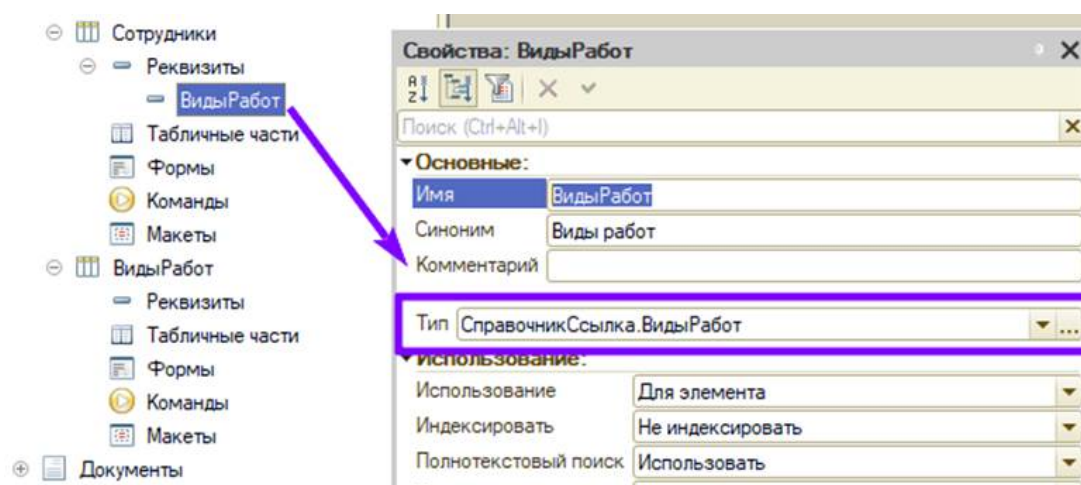 Сотрудники
Реквизиты
ВидыРабот
Табличные части
Формы
Команды
Макеты
ВидыРабот
Реквизиты
Табличные части
Формы
Команды
Макеты
Документы
Свойства: ВидыРабот
Поиск (Ctrl+Alt+I)
Основные:
Имя ВидыРабот
Синоним Виды работ
Комментарий
Тип СправочникСсылка.ВидыРабот
Использование:
Использование Для элемента
Индексировать Не индексировать
Полнотекстовый поиск Использовать